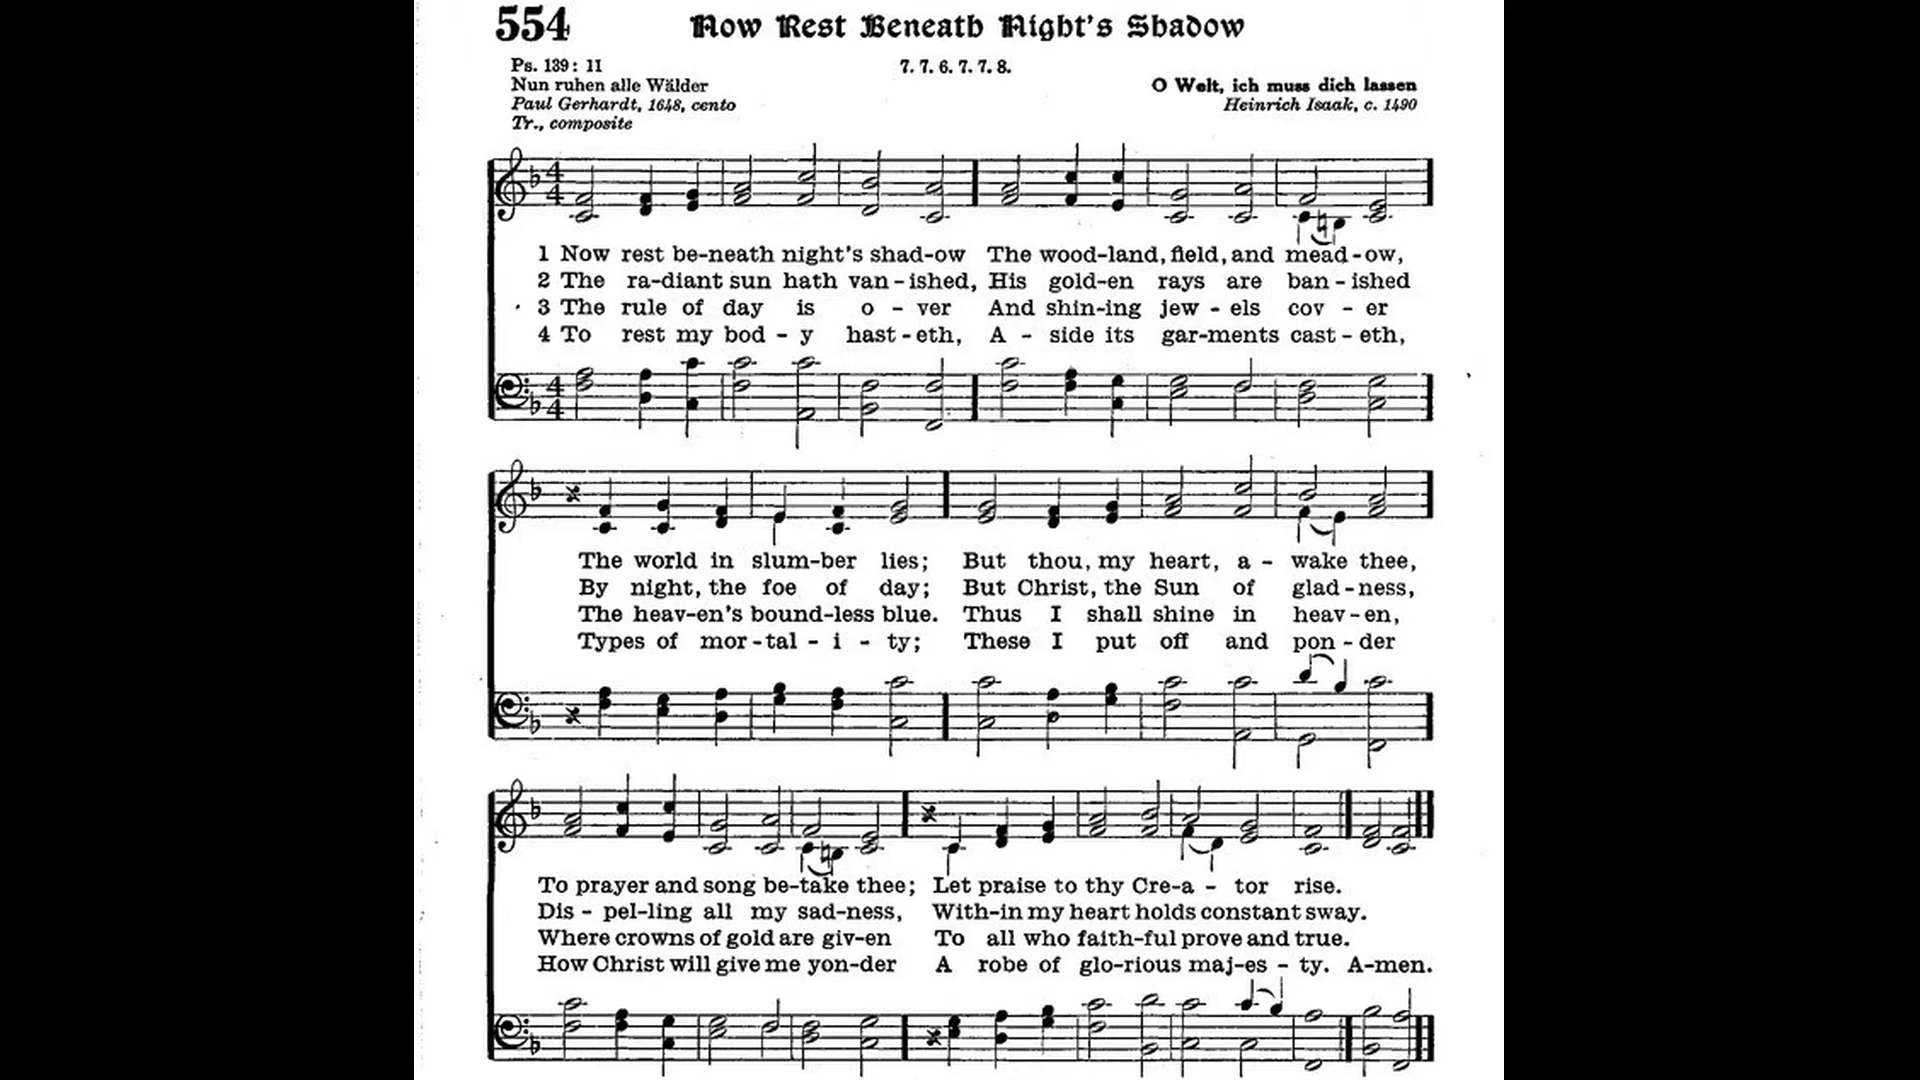 554 Now Rest Beneath Night's Shadow
Ps. 139: 11 7. 7. 6. 7. 7. 8.
Nun ruhen alle Wälder O Welt, ich muss dich lassen
Paul Gerhardt, 1648, cento Heinrich Isaak, c. 1490
Tr., composite
4
4
1 Now rest be-neath night's shad-ow The wood-land, field, and mead-ow,
2 The ra-diant sun hath van-ished, His gold-en rays are ban-ished
3 The rule of day is o-ver And shin-ing jew-els cov-er
4 To rest my bod-y hast-eth, A-side its gar-ments cast-eth,
4
4
The world in slum-ber lies; But thou, my heart, a-wake thee,
By night, the foe of day; But Christ, the Sun of glad-ness,
The heav-en's bound-less blue. Thus I shall shine in heav-en,
Types of mor-tal-i-ty; These I put off and pon-der
To prayer and song be-take thee; Let praise to thy Cre-a-tor rise.
Dis-pel-ling all my sad-ness, With-in my heart holds constant sway.
Where crowns of gold are giv-en To all who faith-ful prove and true.
How Christ will give me yon-der A robe of glo-rious maj-es-ty. A-men.